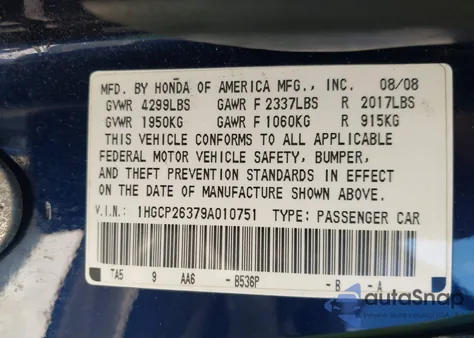 MFD. BY HONDA OF AMERICA MFG., INC. 08/08
GVWR 4299LBS GAWR F 2337LBS R 2017LBS
GVWR 1950KG GAWR F 1060KG R 915KG
THIS VEHICLE CONFORMS TO ALL APPLICABLE
FEDERAL MOTOR VEHICLE SAFETY, BUMPER,
AND THEFT PREVENTION STANDARDS IN EFFECT
ON THE DATE OF MANUFACTURE SHOWN ABOVE.
V.I.N.: 1HGCP26379A010751 TYPE: PASSENGER CAR
TA5 9 AA6 - B536P - B - A
autoSnap